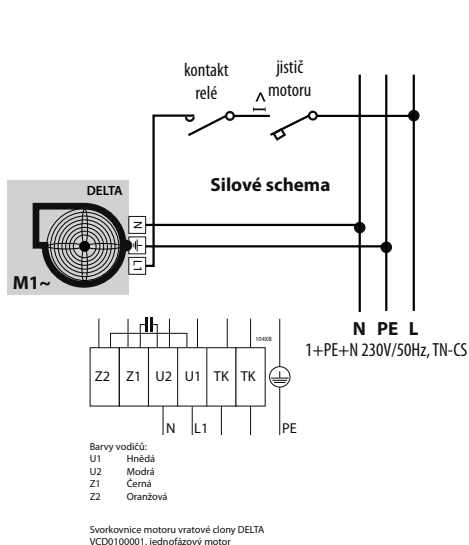 kontakt
relé
jistič
motoru
I>
DELTA
Silové schema
N
L1
M1~
N PE L
1+PE+N 230V/50Hz, TN-CS
104XB
Z2 Z1 U2 U1 TK TK
N L1 PE
Barvy vodičů:
U1 Hnědá
U2 Modrá
Z1 Černá
Z2 Oranžová
Svorkovnice motoru vratové clony DELTA
VCD0100001, jednofázový motor